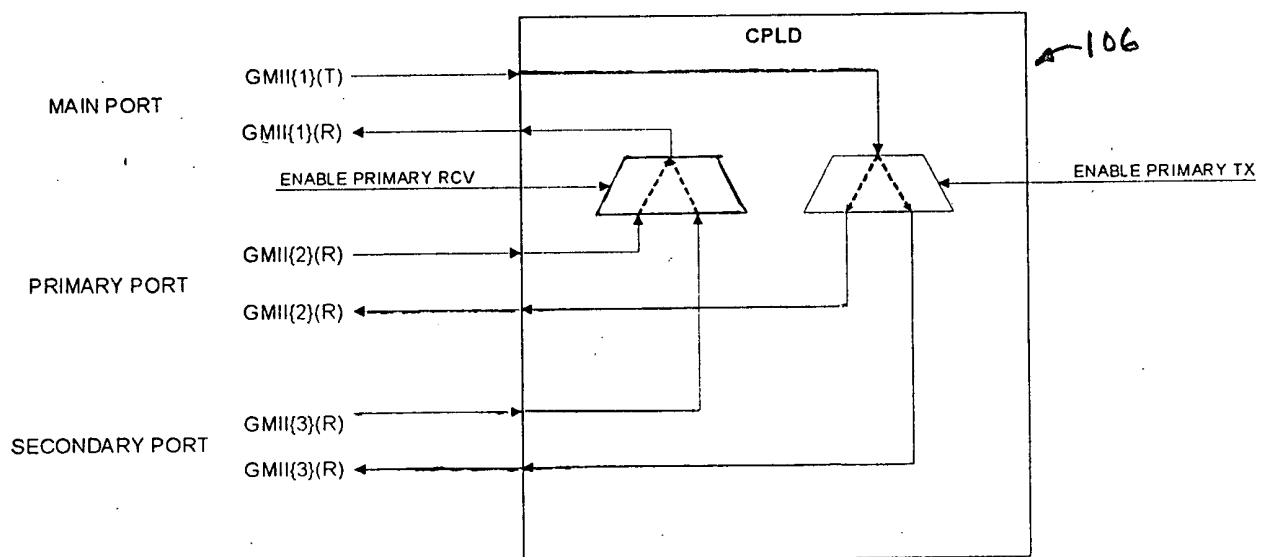 CPLD
106
GMII{1}(T)
MAIN PORT
GMII{1}(R)
ENABLE PRIMARY RCV
ENABLE PRIMARY TX
GMII{2}(R)
PRIMARY PORT
GMII{2}(R)
GMII{3}(R)
SECONDARY PORT
GMII{3}(R)